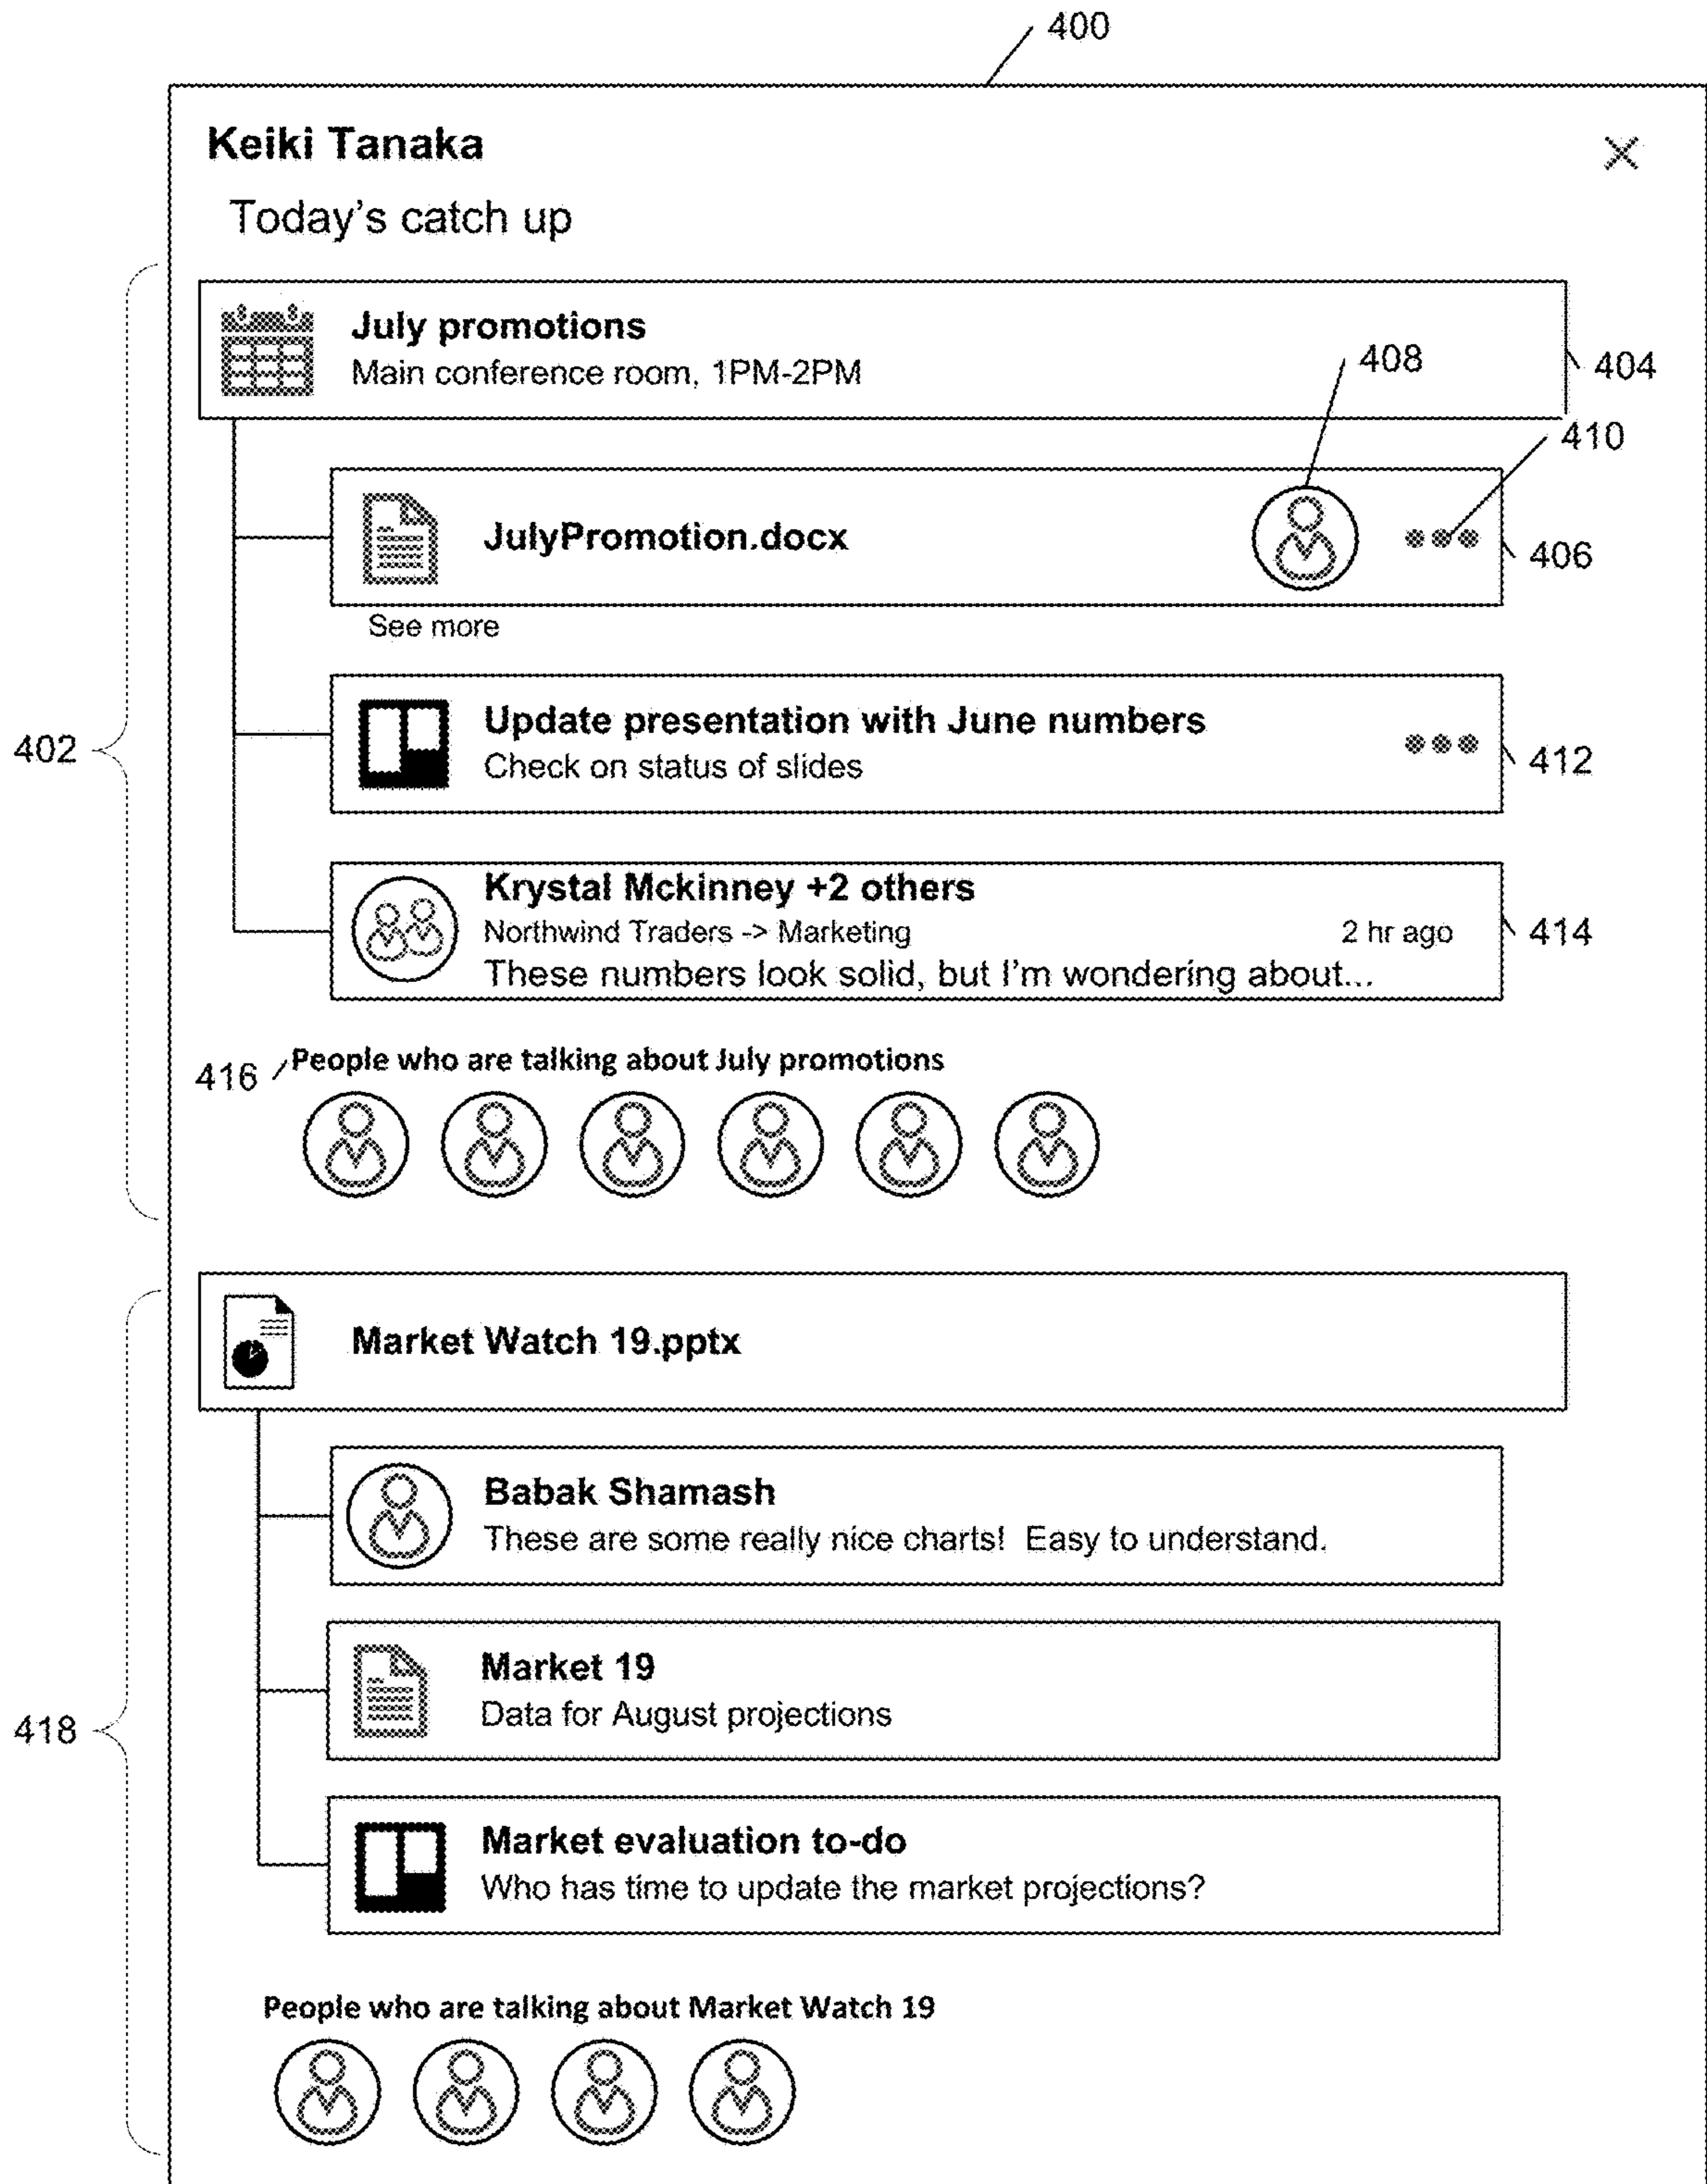 400
Keiki Tanaka
Today's catch up
July promotions
Main conference room, 1PM-2PM
408
404
410
JulyPromotion.docx
406
See more
402
Update presentation with June numbers
Check on status of slides
412
Krystal Mckinney +2 others
Northwind Traders -> Marketing
2 hr ago
414
These numbers look solid, but I'm wondering about...
416
People who are talking about July promotions
Market Watch 19.pptx
Babak Shamash
These are some really nice charts! Easy to understand.
Market 19
Data for August projections
418
Market evaluation to-do
Who has time to update the market projections?
People who are talking about Market Watch 19